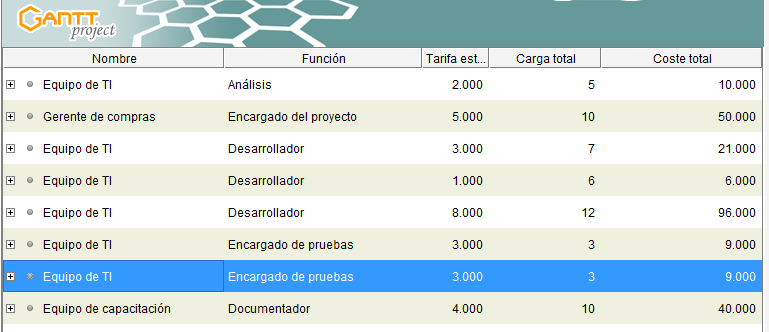 GANTT
project
Nombre Función Tarifa est... Carga total Coste total
Equipo de TI Análisis 2.000 5 10.000
Gerente de compras Encargado del proyecto 5.000 10 50.000
Equipo de TI Desarrollador 3.000 7 21.000
Equipo de TI Desarrollador 1.000 6 6.000
Equipo de TI Desarrollador 8.000 12 96.000
Equipo de TI Encargado de pruebas 3.000 3 9.000
Equipo de TI Encargado de pruebas 3.000 3 9.000
Equipo de capacitación Documentador 4.000 10 40.000